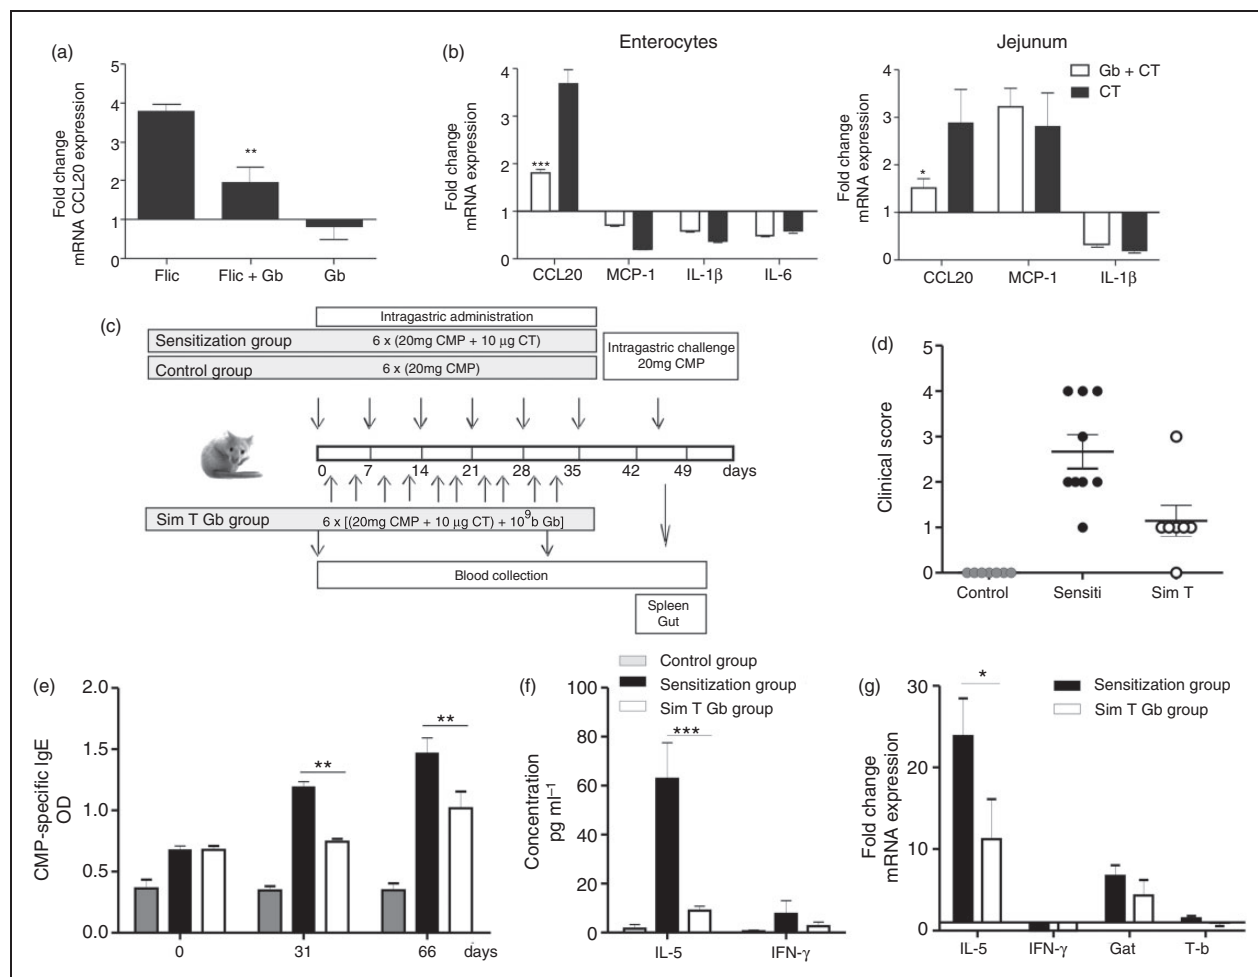 (a)
5
4
3
2
1
0
Fold change
mRNA CCL20 expression
**
Flic
Flic + Gb
Gb
(b)
Enterocytes
4
3
2
1
0
Fold change
mRNA expression
***
CCL20
MCP-1
IL-1β
IL-6
Jejunum
4
3
2
1
0
Fold change
mRNA expression
*
CCL20
MCP-1
IL-1β
Gb + CT
CT
(c)
Intragastric administration
Sensitization group 6 x (20mg CMP + 10 µg CT)
Control group 6 x (20mg CMP)
Intragastric challenge
20mg CMP
0 7 14 21 28 35 42 49 days
Sim T Gb group 6 x [(20mg CMP + 10 µg CT) + 10⁹b Gb]
Blood collection
Spleen
Gut
(d)
5
4
3
2
1
0
Clinical score
Control
Sensiti
Sim T
(e)
2.0
1.5
1.0
0.5
0.0
CMP-specific IgE
OD
**
**
0 31 66 days
(f)
Control group
Sensitization group
Sim T Gb group
100
80
60
40
20
0
Concentration
pg ml⁻¹
***
IL-5
IFN-γ
(g)
Sensitization group
Sim T Gb group
30
20
10
0
Fold change
mRNA expression
*
IL-5
IFN-γ
Gat
T-b